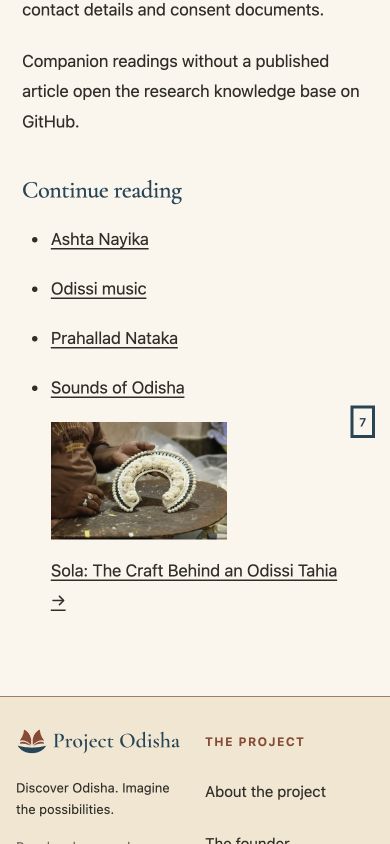 contact details and consent documents.
Companion readings without a published
article open the research knowledge base on
GitHub.
Continue reading
Ashta Nayika
Odissi music
Prahallad Nataka
Sounds of Odisha
7
Sola: The Craft Behind an Odissi Tahia
→
Project Odisha
Discover Odisha. Imagine
the possibilities.
THE PROJECT
About the project
The founder